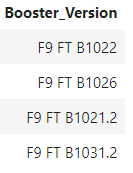 Booster_Version
F9 FT B1022
F9 FT B1026
F9 FT B1021.2
F9 FT B1031.2